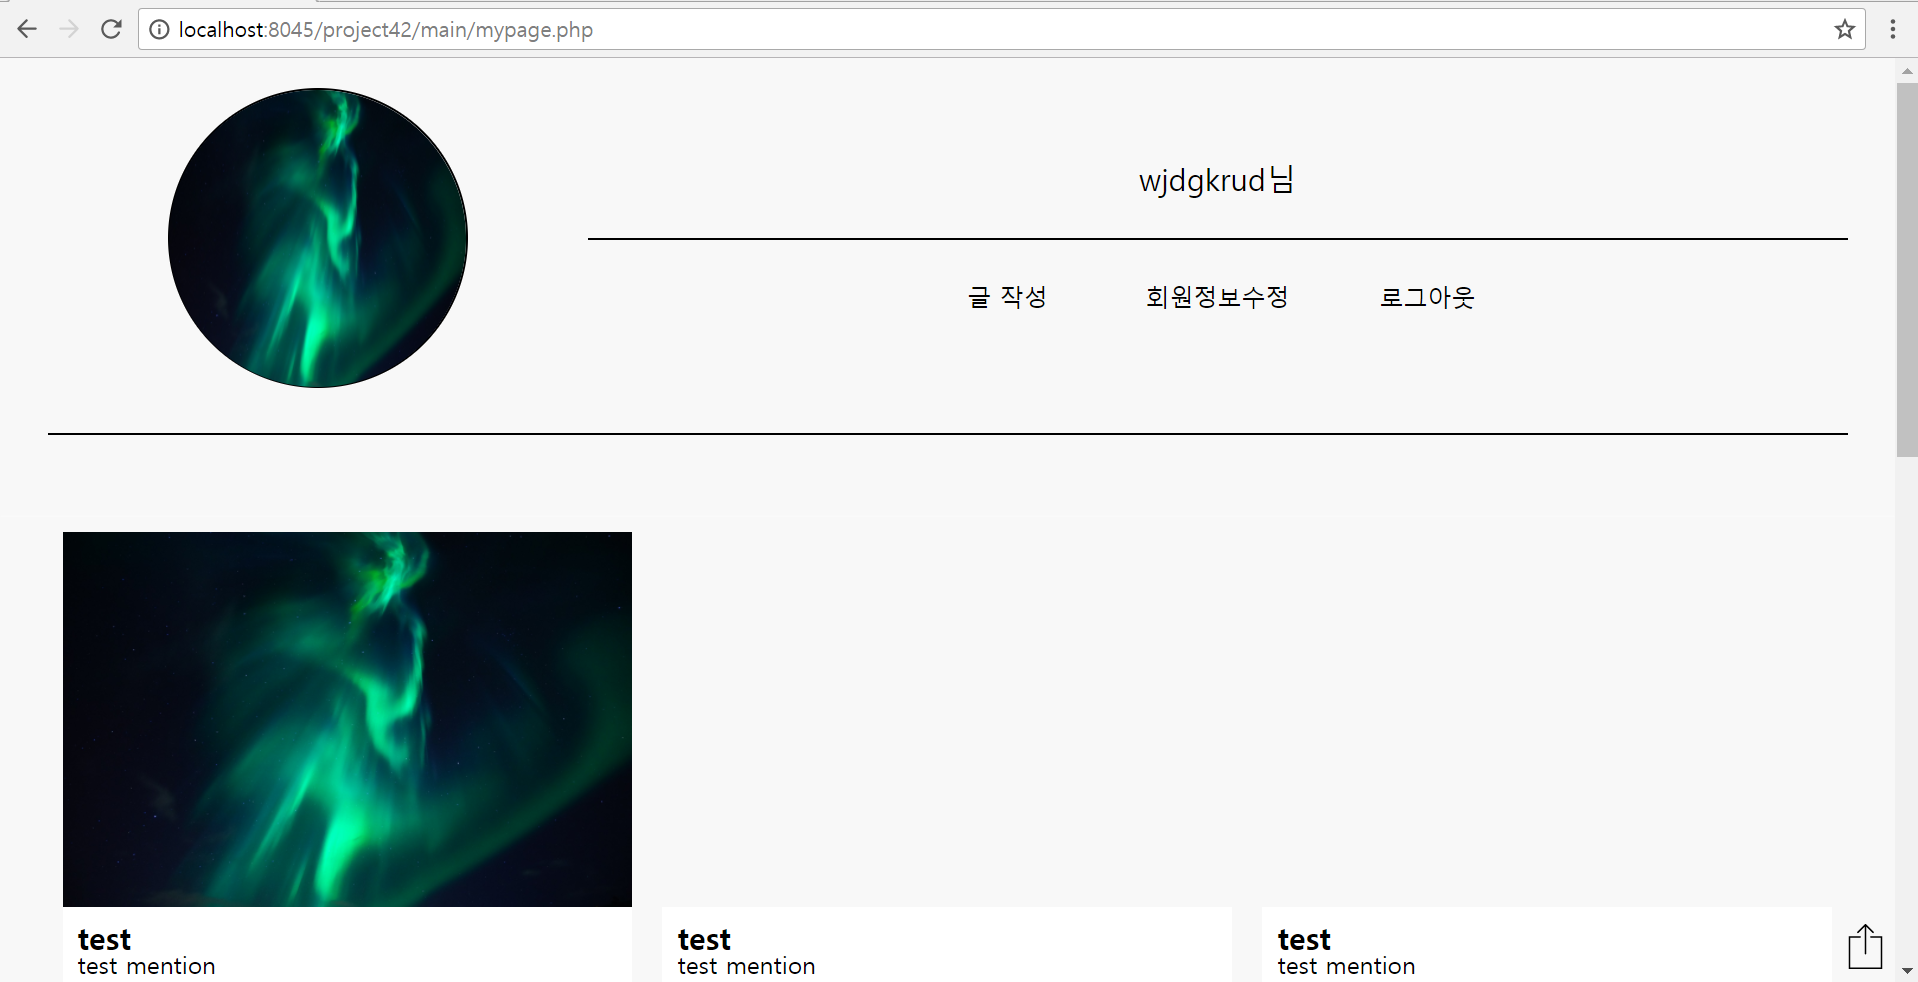 localhost:8045/project42/main/mypage.php
wjdgkrud님
글 작성 회원정보수정 로그아웃
test test test
test mention test mention test mention